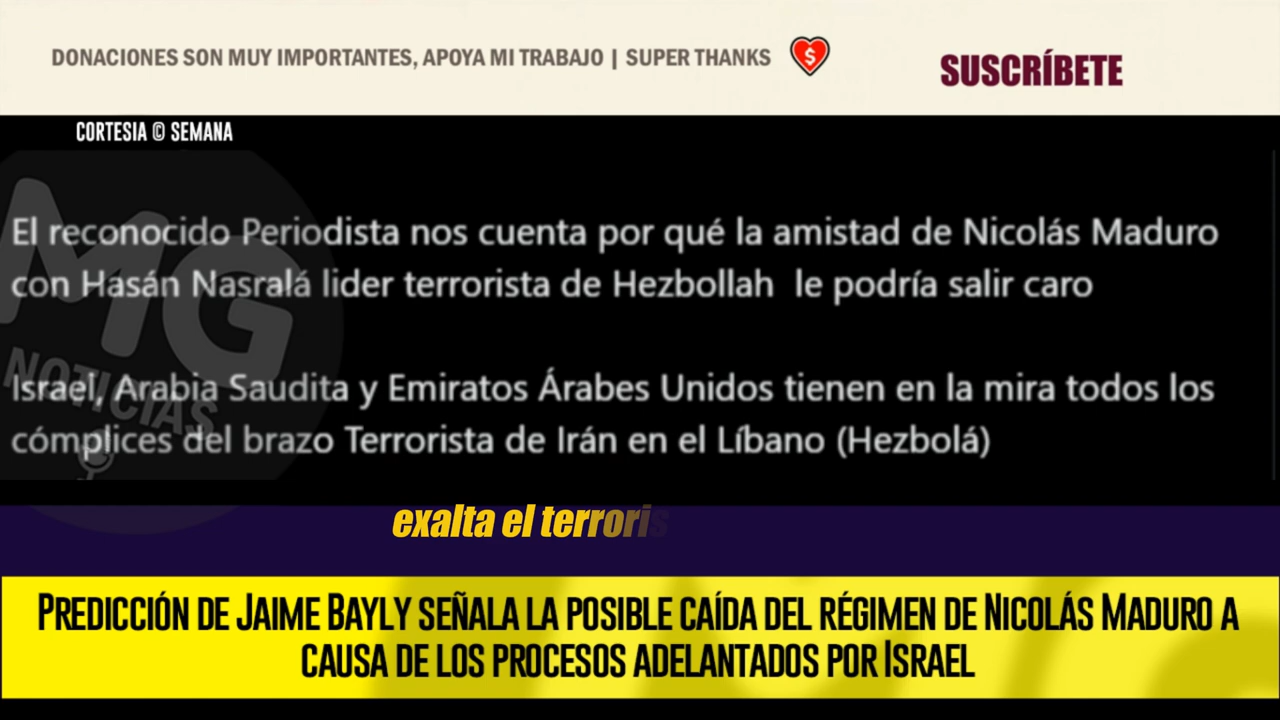 DONACIONES SON MUY IMPORTANTES, APOYA MI TRABAJO | SUPER THANKS $
SUSCRÍBETE
CORTESIA © SEMANA
El reconocido Periodista nos cuenta por qué la amistad de Nicolás Maduro
con Hasán Nasralá lider terrorista de Hezbollah le podría salir caro
Israel, Arabia Saudita y Emiratos Árabes Unidos tienen en la mira todos los
cómplices del brazo Terrorista de Irán en el Líbano (Hezbolá)
MG
NOTICIAS
exalta el terroris
PREDICCIÓN DE JAIME BAYLY SEÑALA LA POSIBLE CAÍDA DEL RÉGIMEN DE NICOLÁS MADURO A
CAUSA DE LOS PROCESOS ADELANTADOS POR ISRAEL